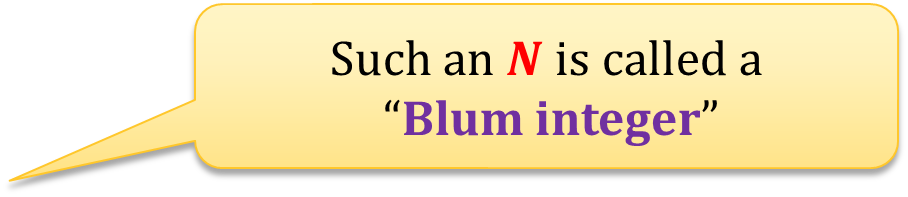 Such an N is called a
“Blum integer”